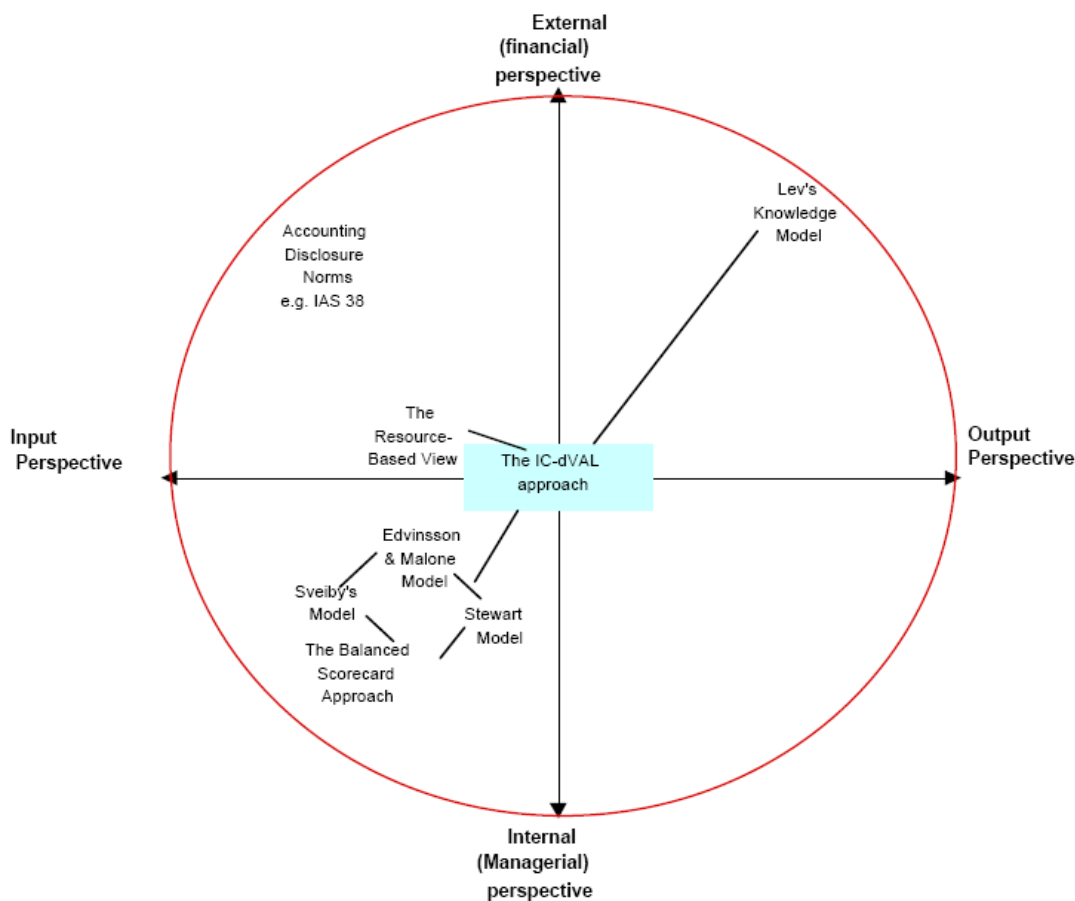 External
(financial)
perspective
Lev's
Knowledge
Model
Accounting
Disclosure
Norms
e.g. IAS 38
The
Resource-
Based View
Input
Perspective
Output
Perspective
The IC-dVAL
approach
Edvinsson
& Malone
Model
Sveiby's
Model
Stewart
Model
The Balanced
Scorecard
Approach
Internal
(Managerial)
perspective